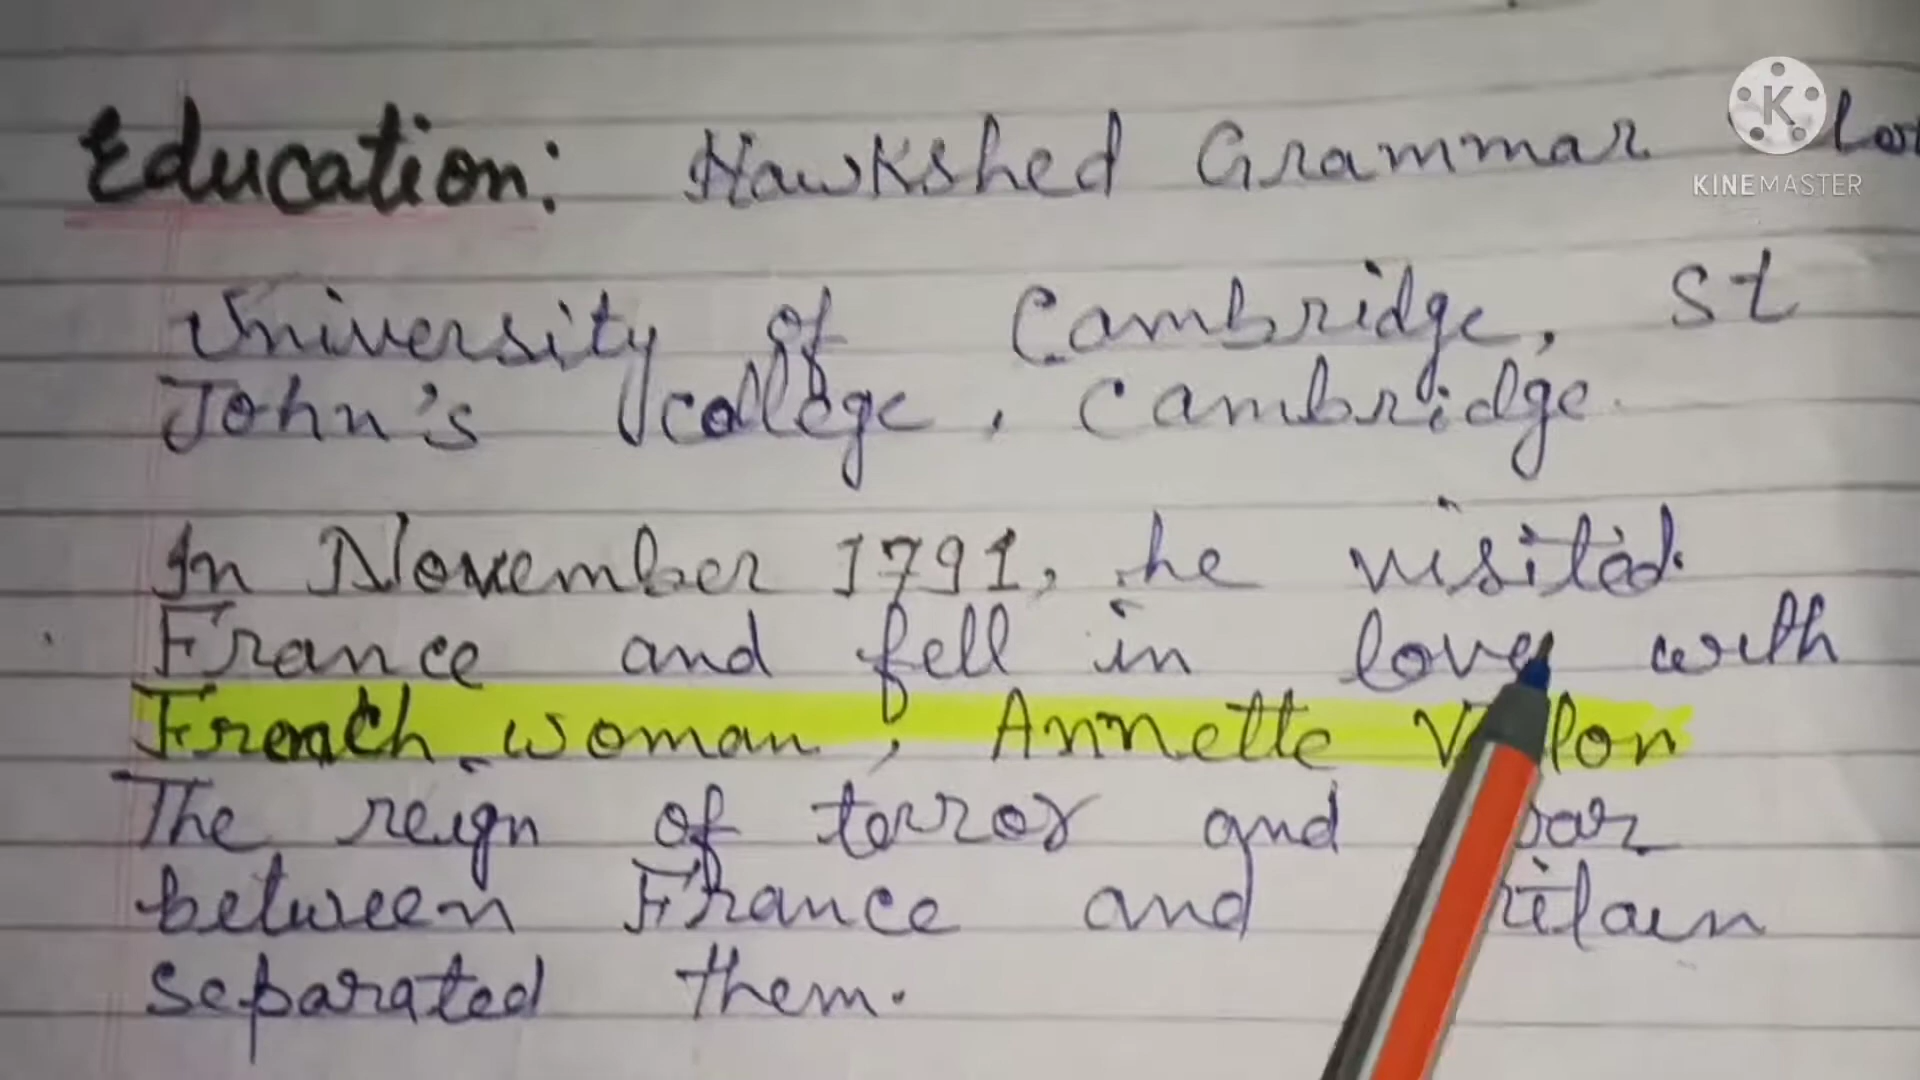 Education: Hawkshed Grammar
KINEMASTER
University of Cambridge, St
John's College, Cambridge.
In November 1791, he visited
France and fell in love with
French woman, Annette
The reign of terror and
between France and
separated them.